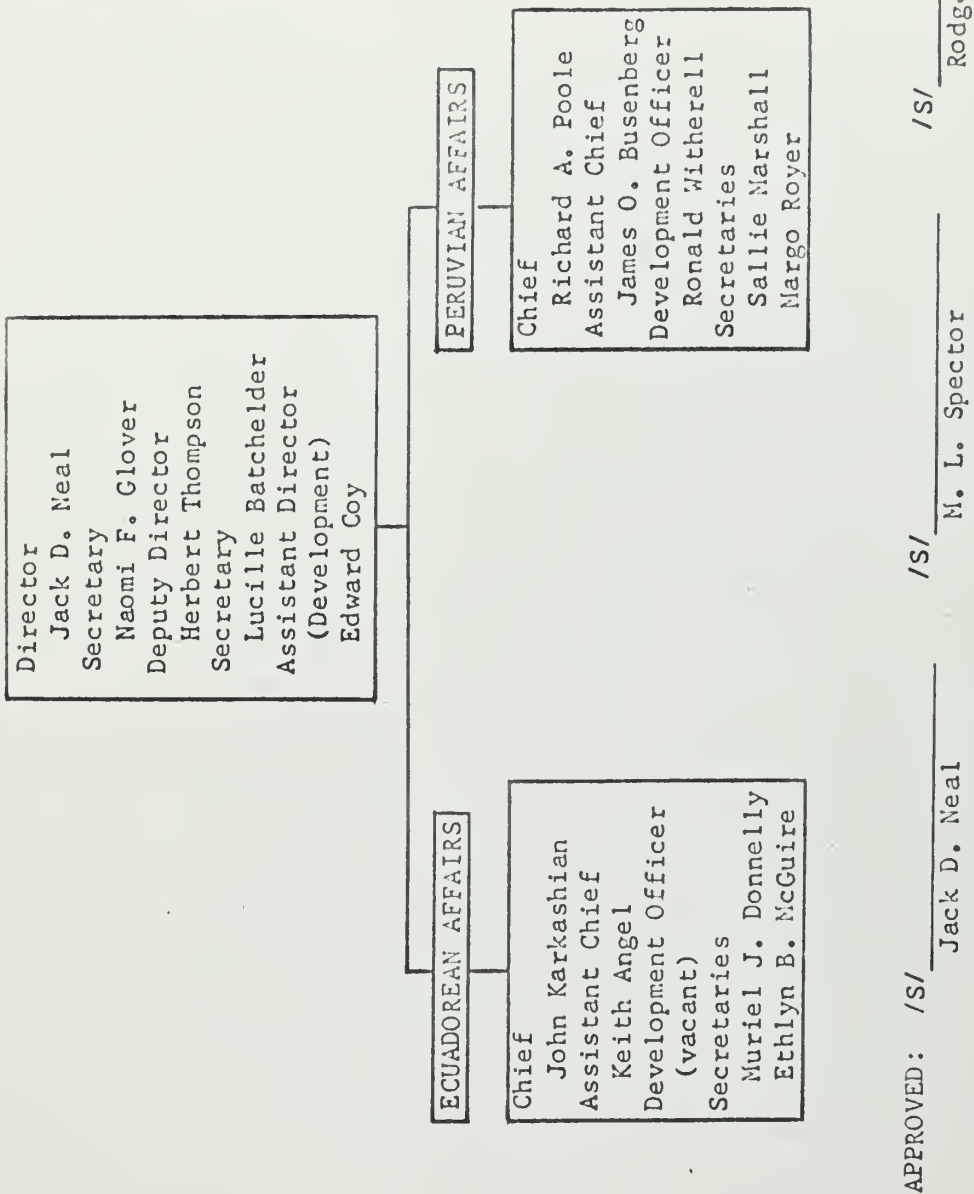 Director
Jack D. Neal
Secretary
Naomi F. Glover
Deputy Director
Herbert Thompson
Secretary
Lucille Batchelder
Assistant Director
(Development)
Edward Coy
ECUADOREAN AFFAIRS
Chief
John Karkashian
Assistant Chief
Keith Angel
Development Officer
(vacant)
Secretaries
Muriel J. Donnelly
Ethlyn B. McGuire
PERUVIAN AFFAIRS
Chief
Richard A. Poole
Assistant Chief
James O. Busenberg
Development Officer
Ronald Witherell
Secretaries
Sallie Marshall
Margo Royer
APPROVED: /S/ /S/ /S/
Jack D. Neal M. L. Spector